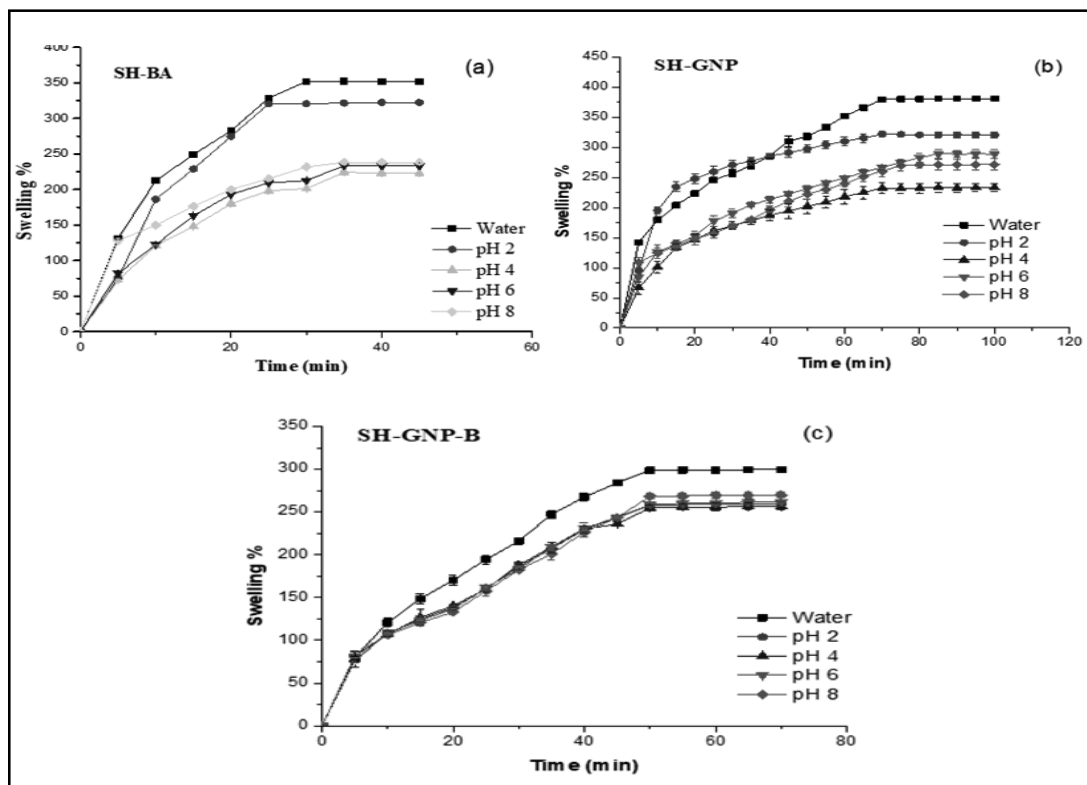 SH-BA
(a)
400
350
300
250
200
150
100
50
0
Swelling %
Water
pH 2
pH 4
pH 6
pH 8
0
20
40
60
Time (min)
SH-GNP
(b)
450
400
350
300
250
200
150
100
50
0
Swelling %
Water
pH 2
pH 4
pH 6
pH 8
0
20
40
60
80
100
120
Time (min)
SH-GNP-B
(c)
350
300
250
200
150
100
50
0
Swelling %
Water
pH 2
pH 4
pH 6
pH 8
0
20
40
60
80
Time (min)